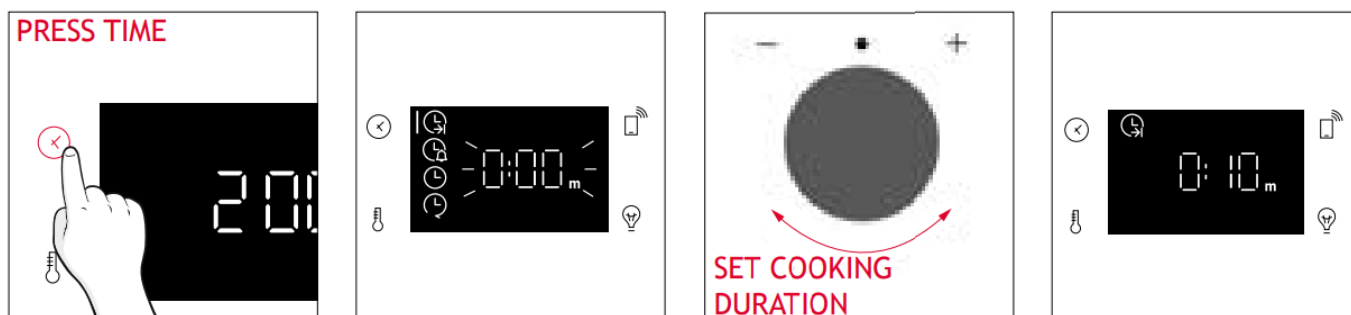 PRESS TIME
200
0:00 m
- +
SET COOKING
DURATION
0:10 m